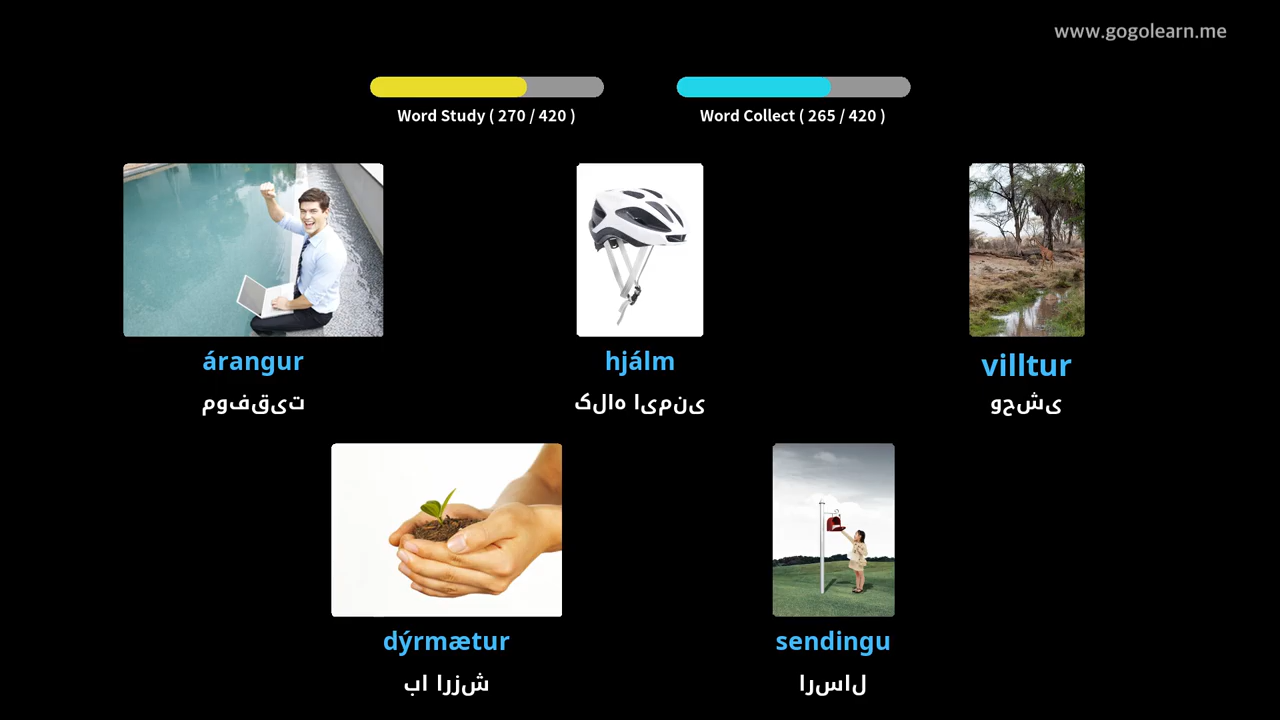 www.gogolearn.me
Word Study ( 270 / 420 )
Word Collect ( 265 / 420 )
árangur
موفقیت
hjálm
کلاه ایمنی
villtur
وحشی
dýrmætur
با ارزش
sendingu
ارسال